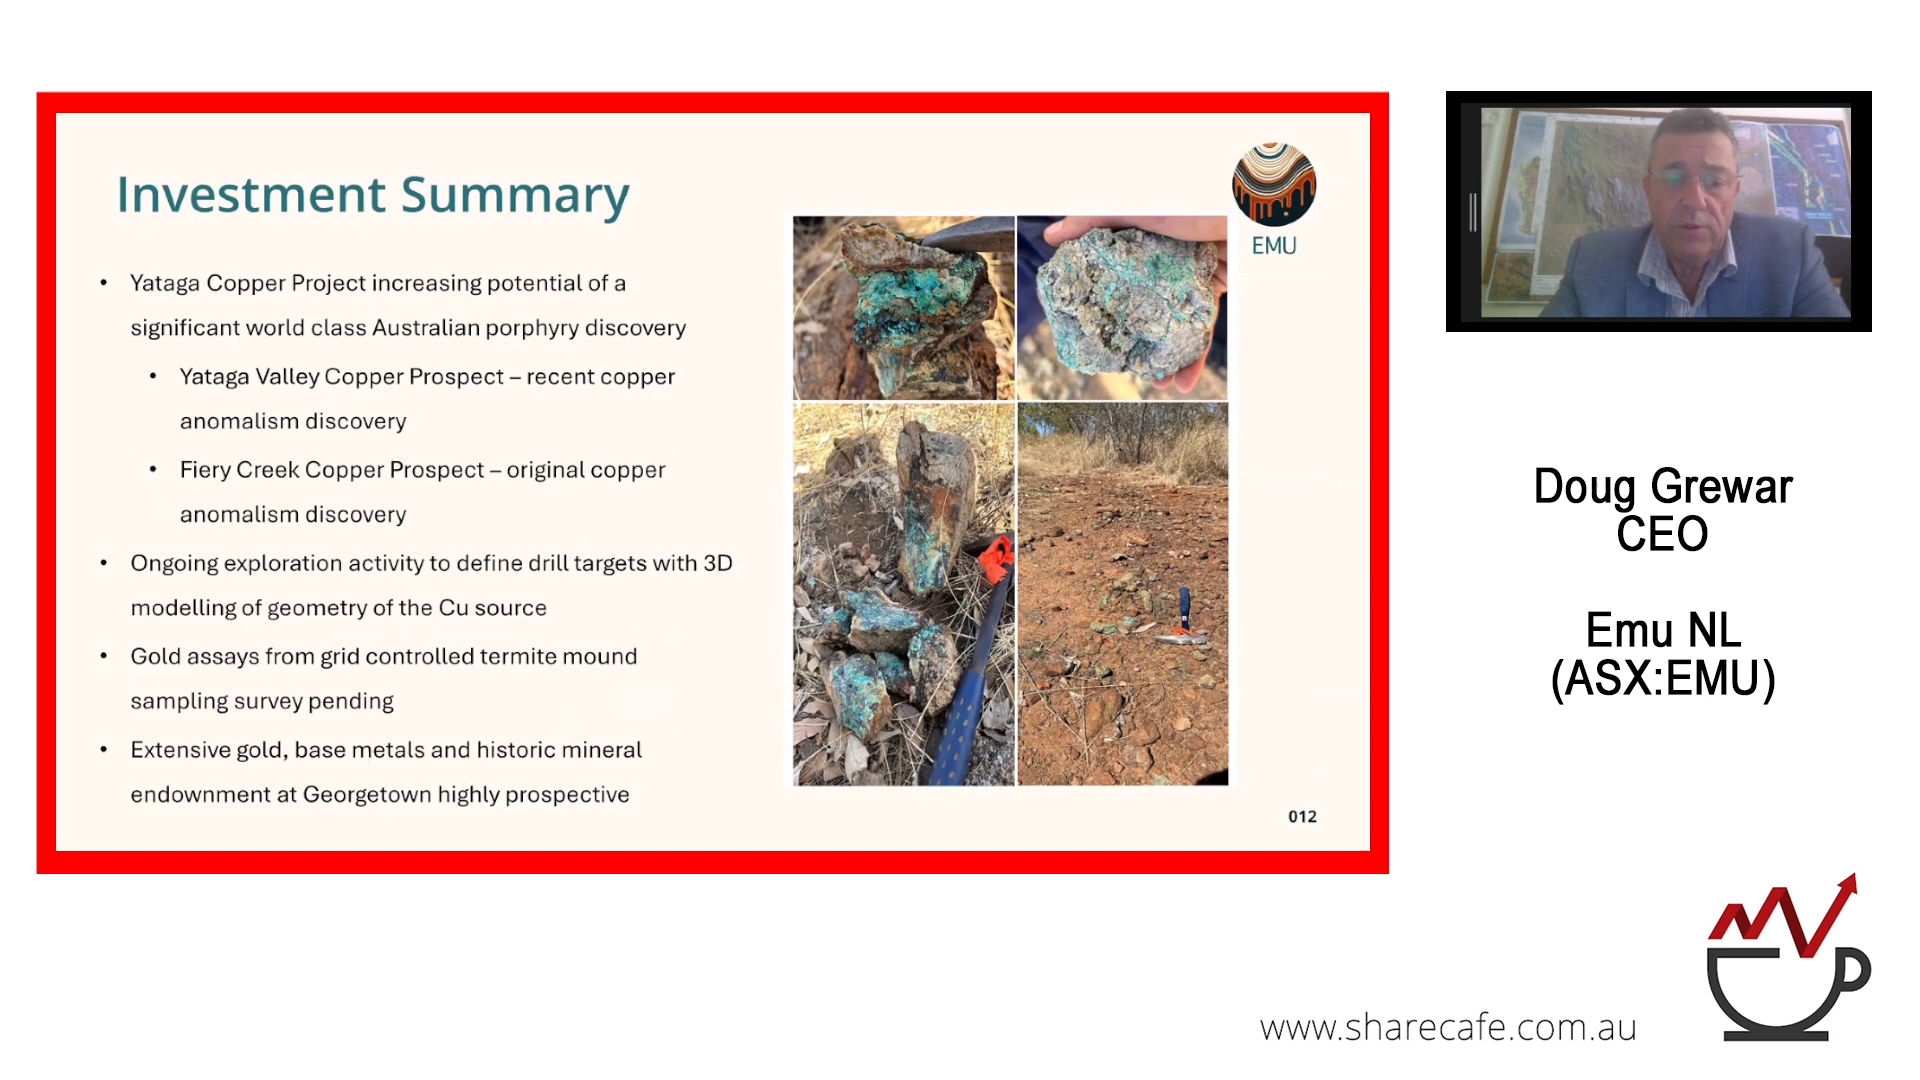 Investment Summary
EMU
• Yataga Copper Project increasing potential of a
significant world class Australian porphyry discovery
• Yataga Valley Copper Prospect – recent copper
anomalism discovery
• Fiery Creek Copper Prospect – original copper
anomalism discovery
• Ongoing exploration activity to define drill targets with 3D
modelling of geometry of the Cu source
• Gold assays from grid controlled termite mound
sampling survey pending
• Extensive gold, base metals and historic mineral
endownment at Georgetown highly prospective
012
Doug Grewar
CEO
Emu NL
(ASX:EMU)
www.sharecafe.com.au